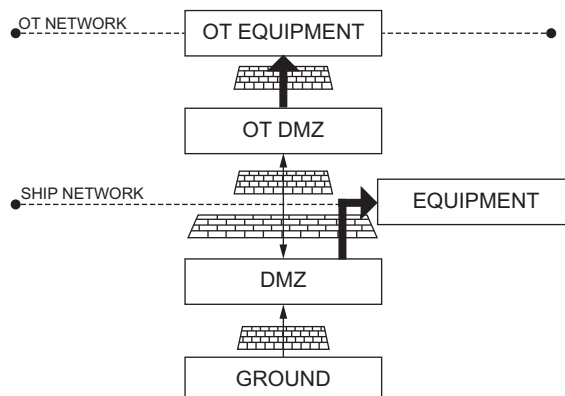 OT NETWORK
OT EQUIPMENT
OT DMZ
SHIP NETWORK
EQUIPMENT
DMZ
GROUND